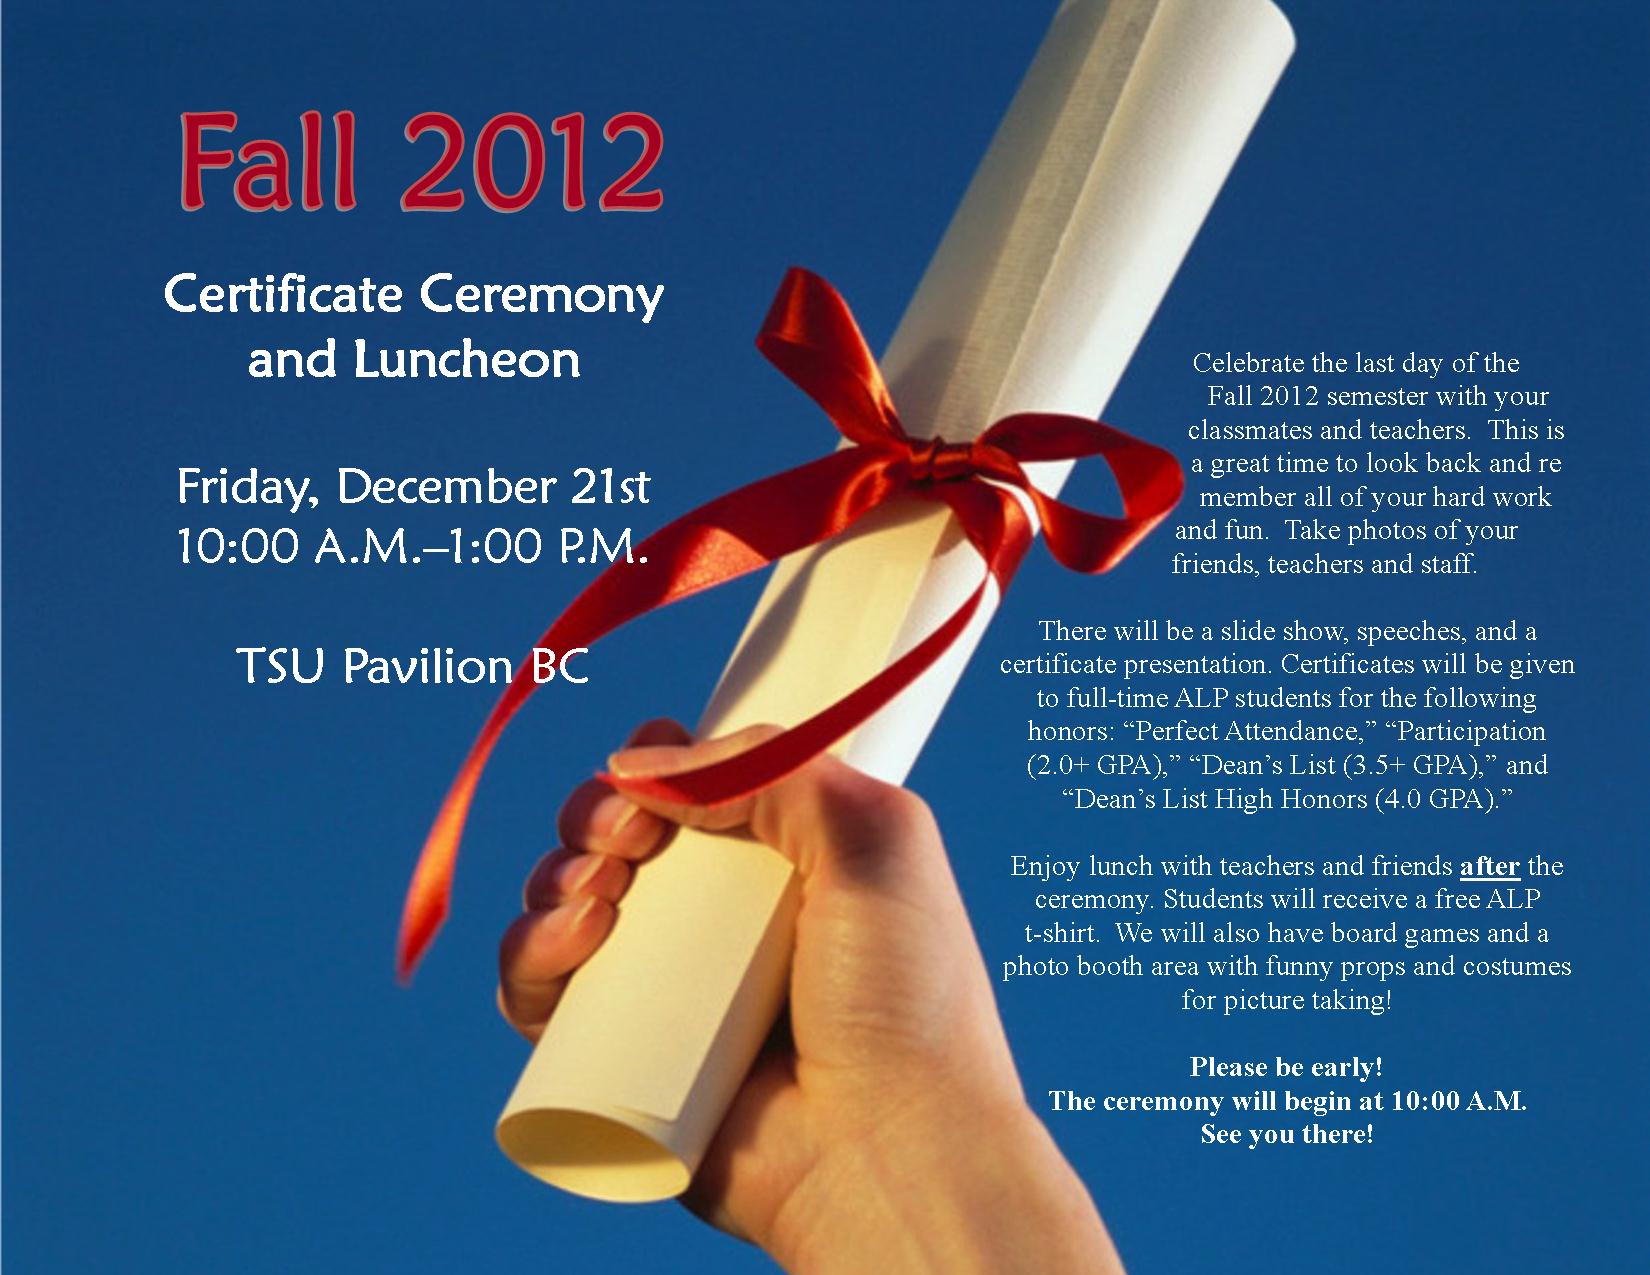 Fall 2012
Certificate Ceremony
and Luncheon
Friday, December 21st
10:00 A.M.–1:00 P.M.
TSU Pavilion BC
Celebrate the last day of the
Fall 2012 semester with your
classmates and teachers.  This is
a great time to look back and re
member all of your hard work
and fun.  Take photos of your
friends, teachers and staff.
There will be a slide show, speeches, and a
certificate presentation. Certificates will be given
to full-time ALP students for the following
honors: “Perfect Attendance,” “Participation
(2.0+ GPA),” “Dean’s List (3.5+ GPA),” and
“Dean’s List High Honors (4.0 GPA).”
Enjoy lunch with teachers and friends after the
ceremony. Students will receive a free ALP
t-shirt.  We will also have board games and a
photo booth area with funny props and costumes
for picture taking!
Please be early!
The ceremony will begin at 10:00 A.M.
See you there!